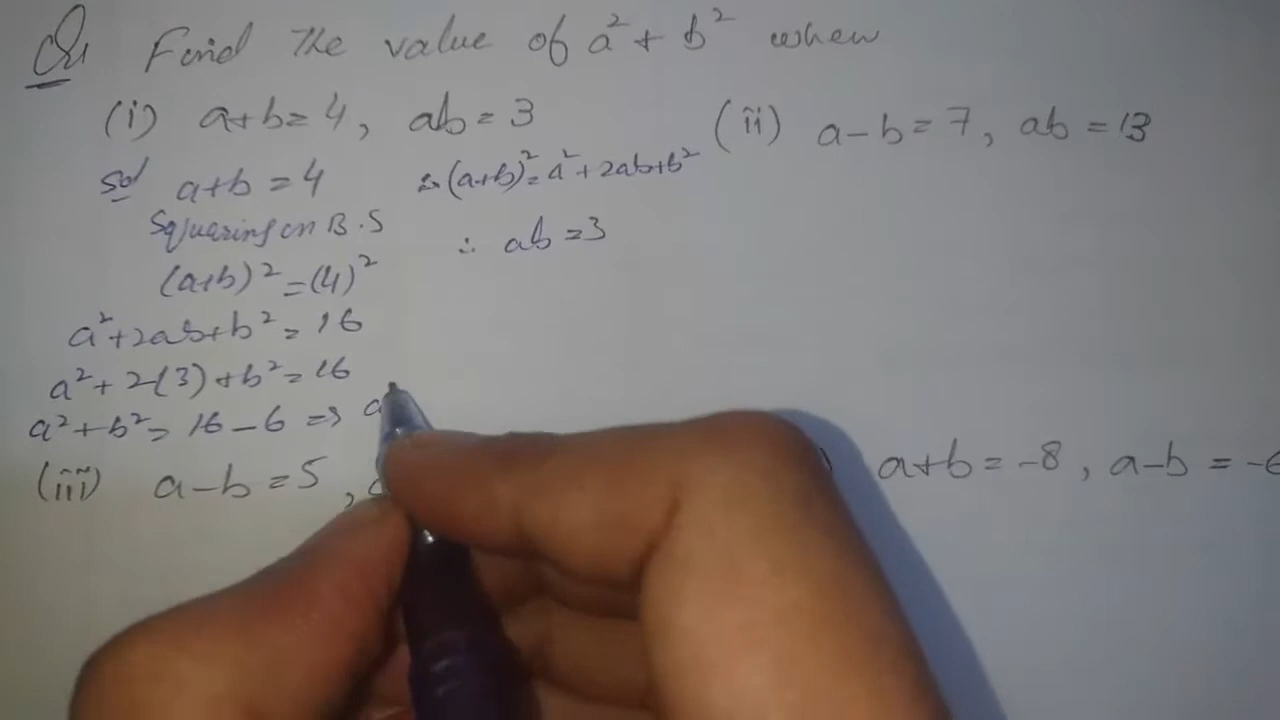 Q1 Find the value of a² + b² when
(i) a+b=4, ab=3
(ii) a-b=7, ab=13
Sol a+b=4
∴(a+b)²=a²+2ab+b²
Squaring on B.S
∴ ab=3
(a+b)²=(4)²
a²+2ab+b²=16
a²+2(3)+b²=16
a²+b²=16-6 ⇒ a
(iii) a-b=5,
) a+b=-8, a-b=-6